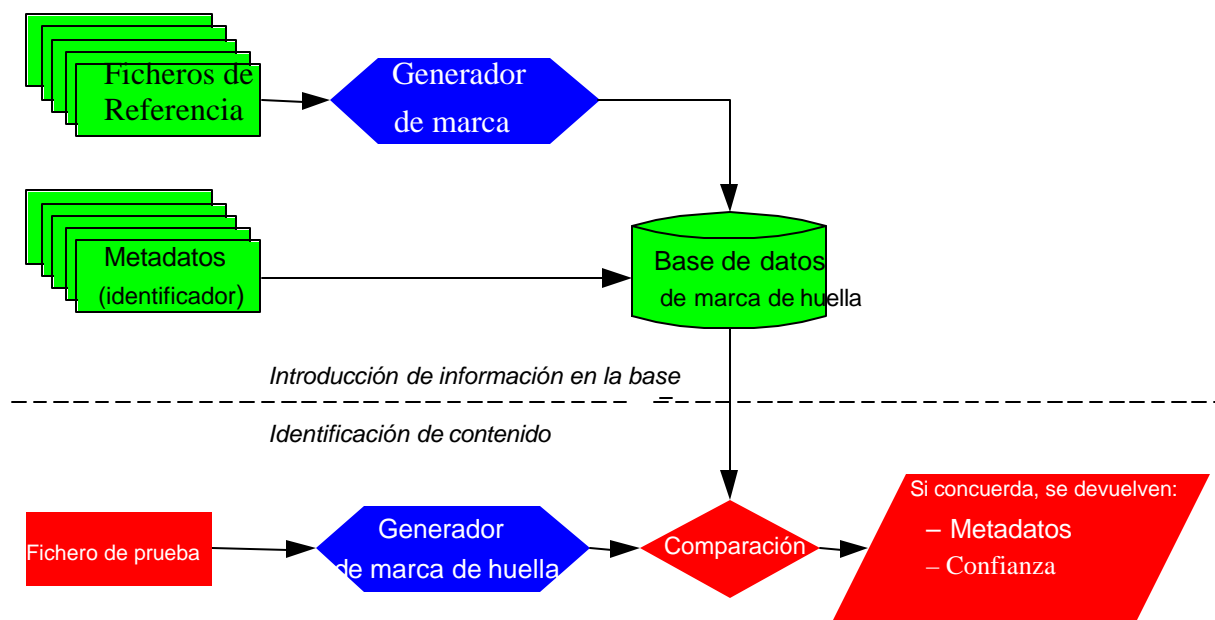 Ficheros de
Referencia
Generador
de marca
Metadatos
(identificador)
Base de datos
de marca de huella
Introducción de información en la base
Identificación de contenido
Fichero de prueba
Generador
de marca de huella
Comparación
Si concuerda, se devuelven:
– Metadatos
– Confianza